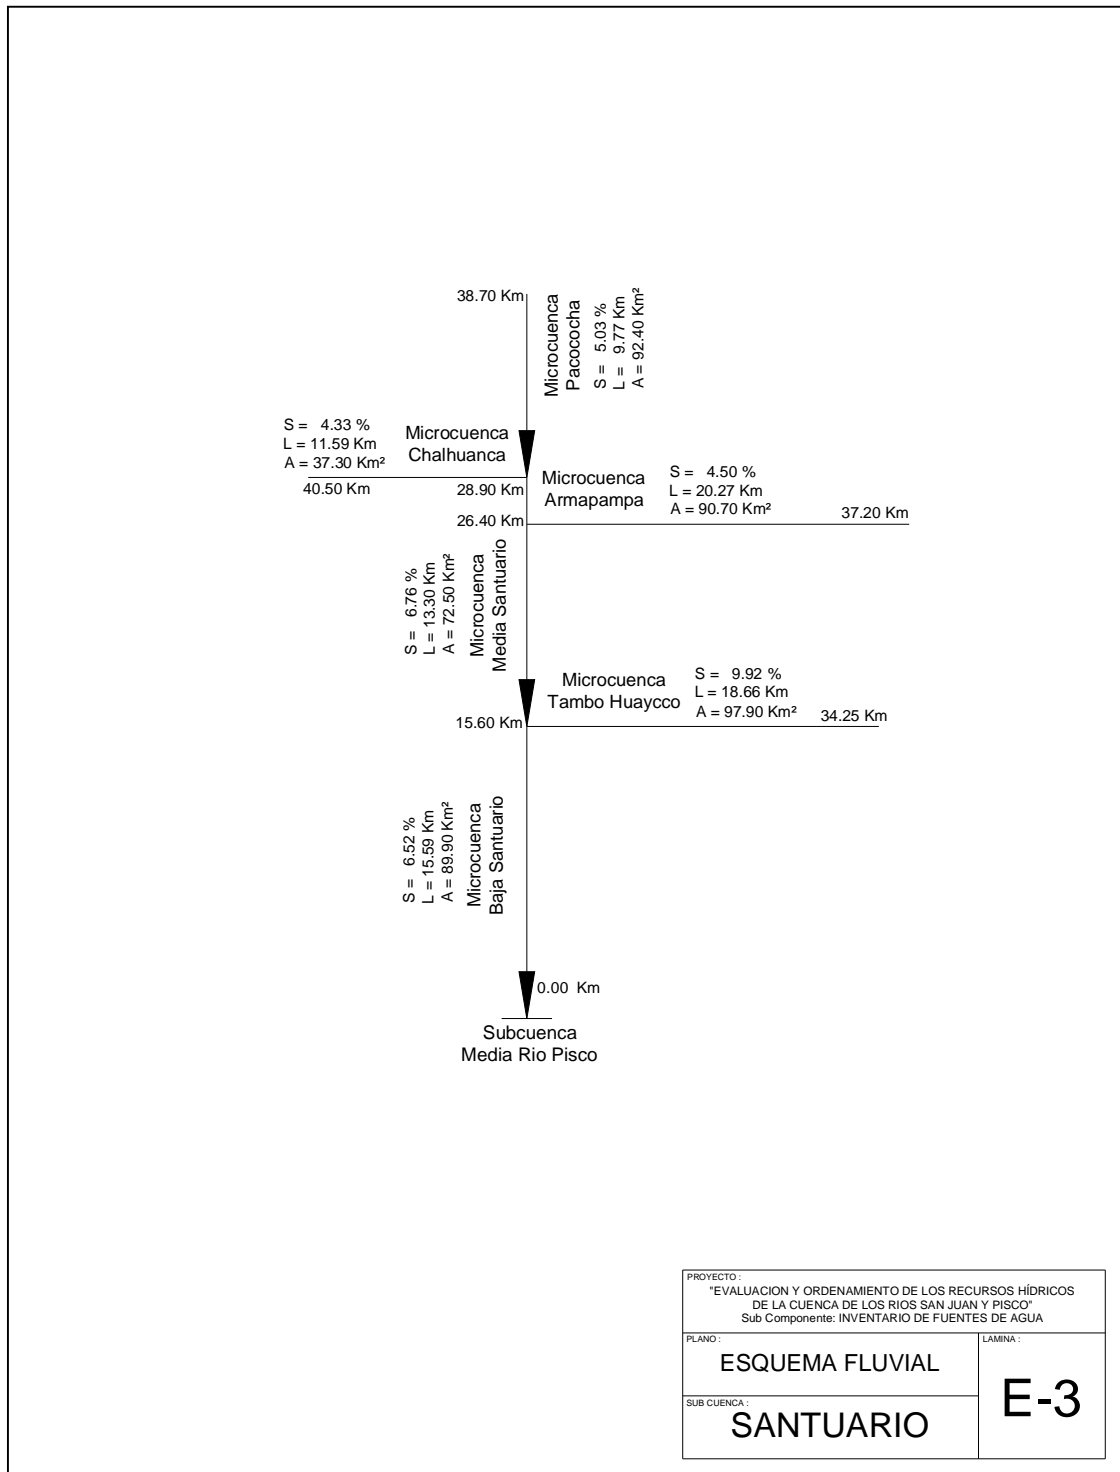 38.70 Km
Microcuenca
Pacococha
S = 5.03 %
L = 9.77 Km
A = 92.40 Km²
S = 4.33 %
L = 11.59 Km
A = 37.30 Km²
Microcuenca
Chalhuanca
40.50 Km
28.90 Km
Microcuenca
Armapampa
S = 4.50 %
L = 20.27 Km
A = 90.70 Km²
37.20 Km
26.40 Km
S = 6.76 %
L = 13.30 Km
A = 72.50 Km²
Microcuenca
Media Santuario
Microcuenca
Tambo Huaycco
S = 9.92 %
L = 18.66 Km
A = 97.90 Km²
34.25 Km
15.60 Km
S = 6.52 %
L = 15.59 Km
A = 89.90 Km²
Microcuenca
Baja Santuario
0.00 Km
Subcuenca
Media Rio Pisco
PROYECTO :
"EVALUACION Y ORDENAMIENTO DE LOS RECURSOS HÍDRICOS
DE LA CUENCA DE LOS RIOS SAN JUAN Y PISCO"
Sub Componente: INVENTARIO DE FUENTES DE AGUA
PLANO :
ESQUEMA FLUVIAL
LAMINA :
E-3
SUB CUENCA :
SANTUARIO